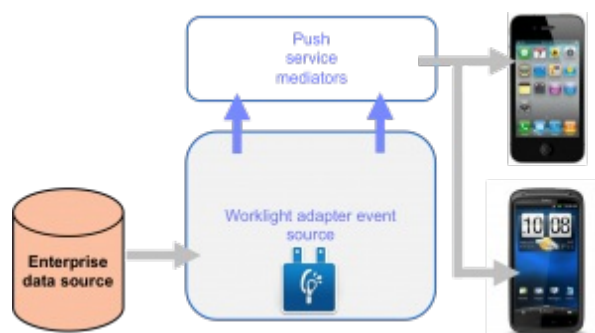 Push
service
mediators
Worklight adapter event
source
Enterprise
data source
10 08